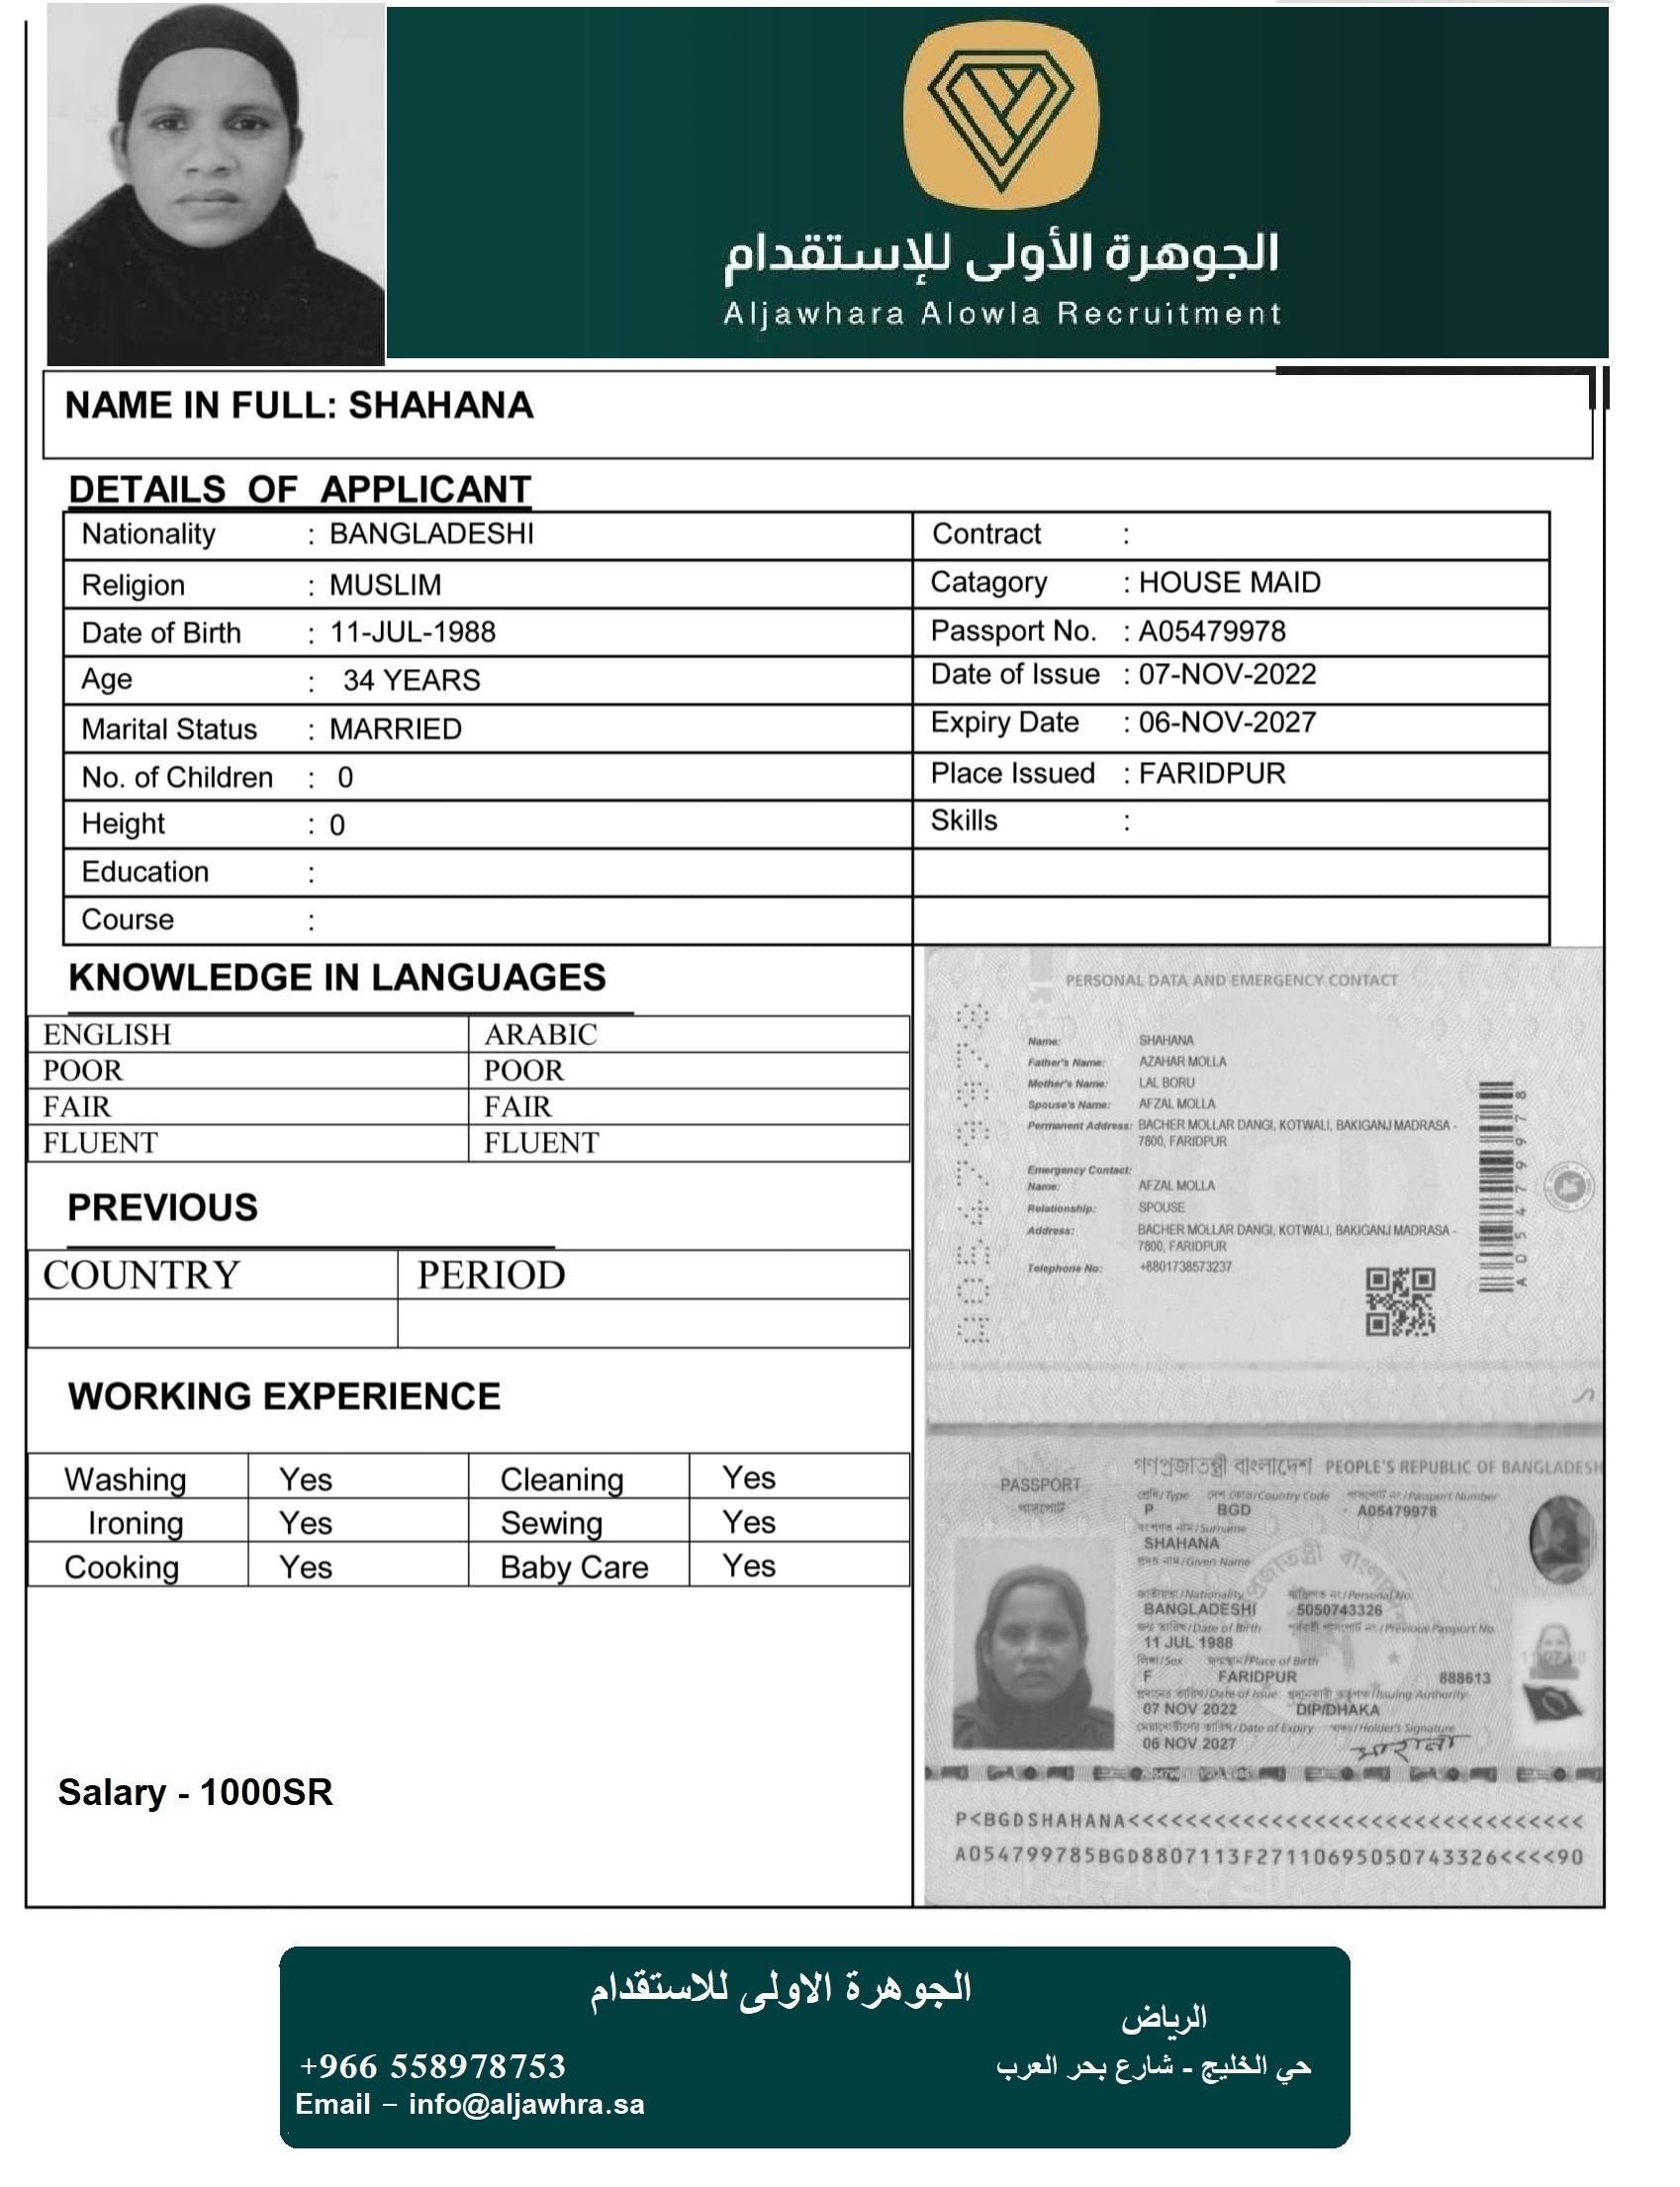 الجوهرة الأولى للإستقدام
Aljawhara Alowla Recruitment
NAME IN FULL: SHAHANA
DETAILS OF APPLICANT
Nationality : BANGLADESHI
Contract :
Religion : MUSLIM
Catagory : HOUSE MAID
Date of Birth : 11-JUL-1988
Passport No. : A05479978
Age : 34 YEARS
Date of Issue : 07-NOV-2022
Marital Status : MARRIED
Expiry Date : 06-NOV-2027
No. of Children : 0
Place Issued : FARIDPUR
Height : 0
Skills :
Education :
Course :
KNOWLEDGE IN LANGUAGES
ENGLISH ARABIC
POOR POOR
FAIR FAIR
FLUENT FLUENT
PREVIOUS
COUNTRY PERIOD
WORKING EXPERIENCE
Washing Yes Cleaning Yes
Ironing Yes Sewing Yes
Cooking Yes Baby Care Yes
Salary - 1000SR
PERSONAL DATA AND EMERGENCY CONTACT
Name: SHAHANA
Father's Name: AZAHAR MOLLA
Mother's Name: LAL BORU
Spouse's Name: AFZAL MOLLA
Permanent Address: BACHER MOLLAR DANGI, KOTWALI, BAKIGANJ MADRASA -
7800, FARIDPUR
Emergency Contact:
Name: AFZAL MOLLA
Relationship: SPOUSE
Address: BACHER MOLLAR DANGI, KOTWALI, BAKIGANJ MADRASA -
7800, FARIDPUR
Telephone No: +8801738573237
A05479978
গণপ্রজাতন্ত্রী বাংলাদেশ PEOPLE'S REPUBLIC OF BANGLADESH
PASSPORT
পাসপোর্ট
শ্রেণি/Type দেশ কোড/Country Code পাসপোর্ট নং/Passport Number
P BGD A05479978
বংশগত নাম/Surname
SHAHANA
প্রদত্ত নাম/Given Name
জাতীয়তা/Nationality ব্যক্তিগত নং/Personal No.
BANGLADESHI 5050743326
জন্ম তারিখ/Date of Birth পূর্ববর্তী পাসপোর্ট নং/Previous Passport No.
11 JUL 1988
লিঙ্গ/Sex জন্মস্থান/Place of Birth
F FARIDPUR 888613
প্রদানের তারিখ/Date of Issue প্রদানকারী কর্তৃপক্ষ/Issuing Authority
07 NOV 2022 DIP/DHAKA
মেয়াদোত্তীর্ণের তারিখ/Date of Expiry স্বাক্ষর/Holder's Signature
06 NOV 2027 শাহানা
P<BGDSHAHANA<<<<<<<<<<<<<<<<<<<<<<<<<<<<<<<<
A054799785BGD8807113F27110695050743326<<<<90
الجوهرة الاولى للاستقدام
الرياض
حي الخليج - شارع بحر العرب
+966 558978753
Email – info@aljawhra.sa